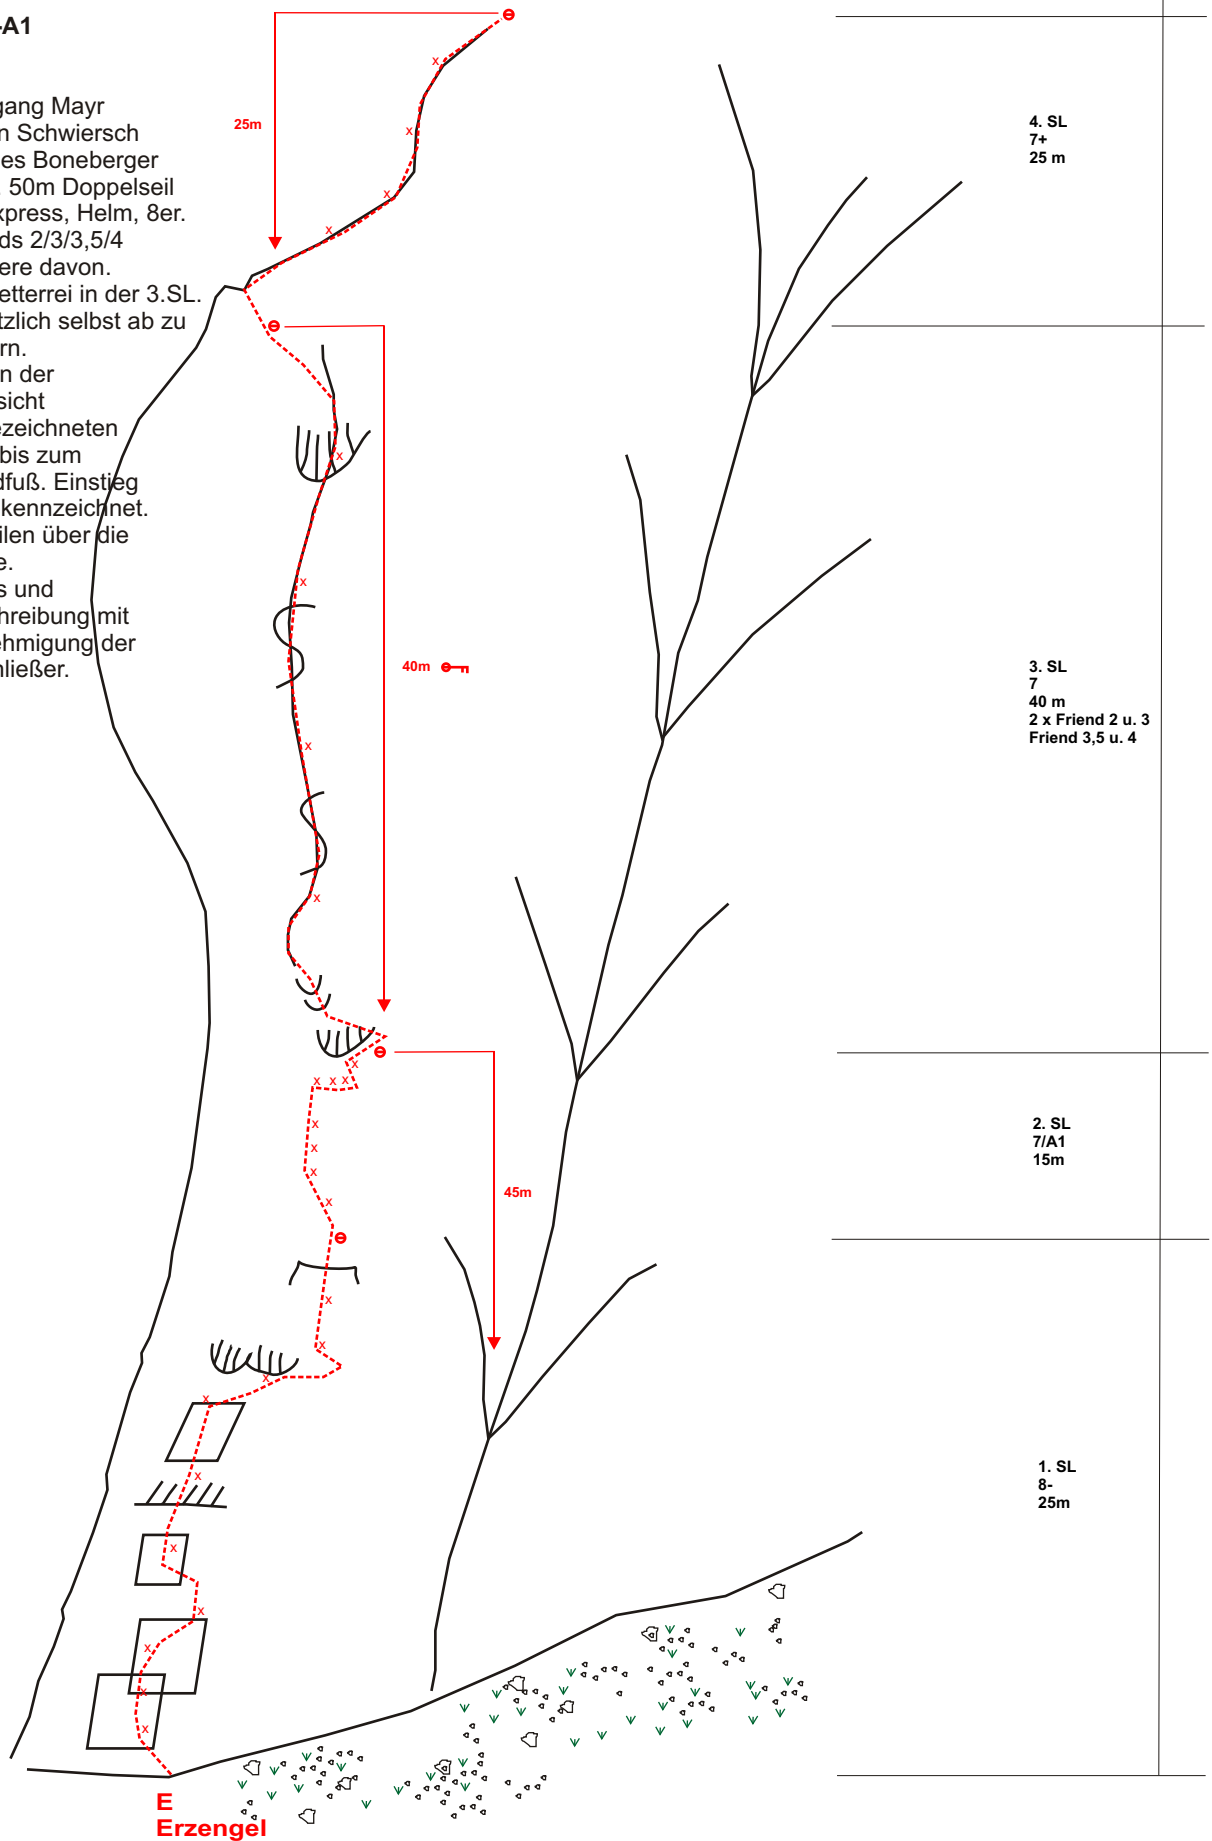 -A1
gang Mayr
n Schwiersch
es Boneberger
. 50m Doppelseil
xpress, Helm, 8er.
ds 2/3/3,5/4
ere davon.
etterrei in der 3.SL.
tzlich selbst ab zu
rn.
n der
sicht
ezeichneten
bis zum
dfuß. Einstieg
kennzeichnet.
ilen über die
e.
s und
hreibung mit
ehmigung der
hließer.
25m
40m
45m
4. SL
7+
25 m
3. SL
7
40 m
2 x Friend 2 u. 3
Friend 3,5 u. 4
2. SL
7/A1
15m
1. SL
8-
25m
E
Erzengel